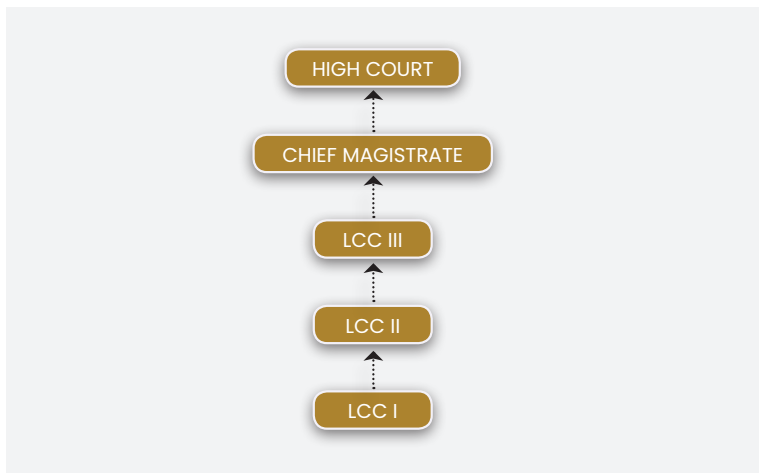 HIGH COURT
CHIEF MAGISTRATE
LCC III
LCC II
LCC I